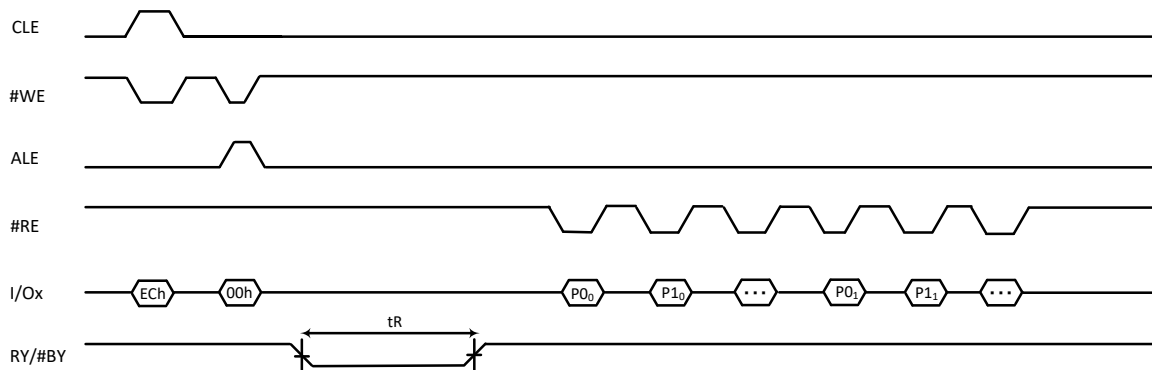 CLE
#WE
ALE
#RE
I/Ox ECh 00h P0₀ P1₀ ... P0₁ P1₁ ...
tR
RY/#BY